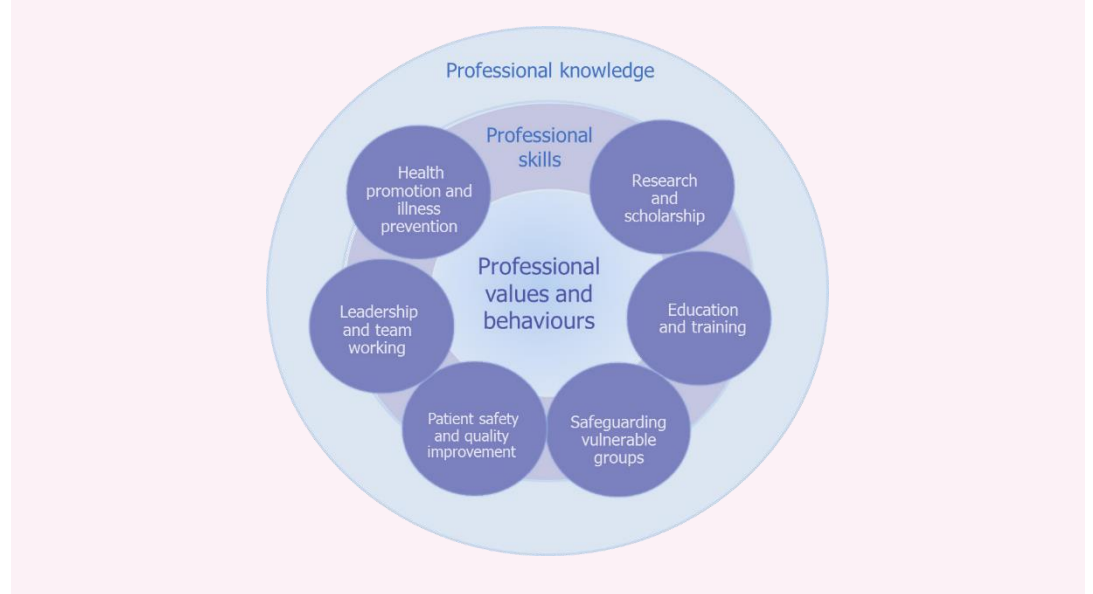 Professional knowledge
Professional
skills
Health
promotion and
illness
prevention
Research
and
scholarship
Professional
values and
behaviours
Leadership
and team
working
Education
and training
Patient safety
and quality
improvement
Safeguarding
vulnerable
groups